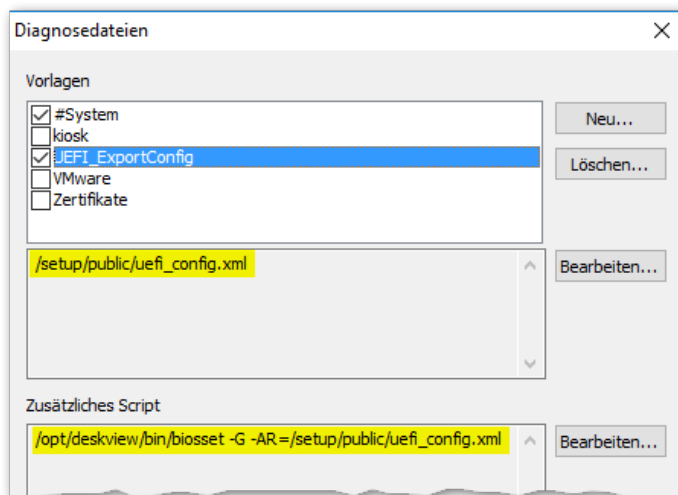 Diagnosedateien
Vorlagen
#System
kiosk
UEFI_ExportConfig
VMware
Zertifikate
Neu...
Löschen...
/setup/public/uefi_config.xml
Bearbeiten...
Zusätzliches Script
/opt/deskview/bin/biosset -G -AR=/setup/public/uefi_config.xml
Bearbeiten...